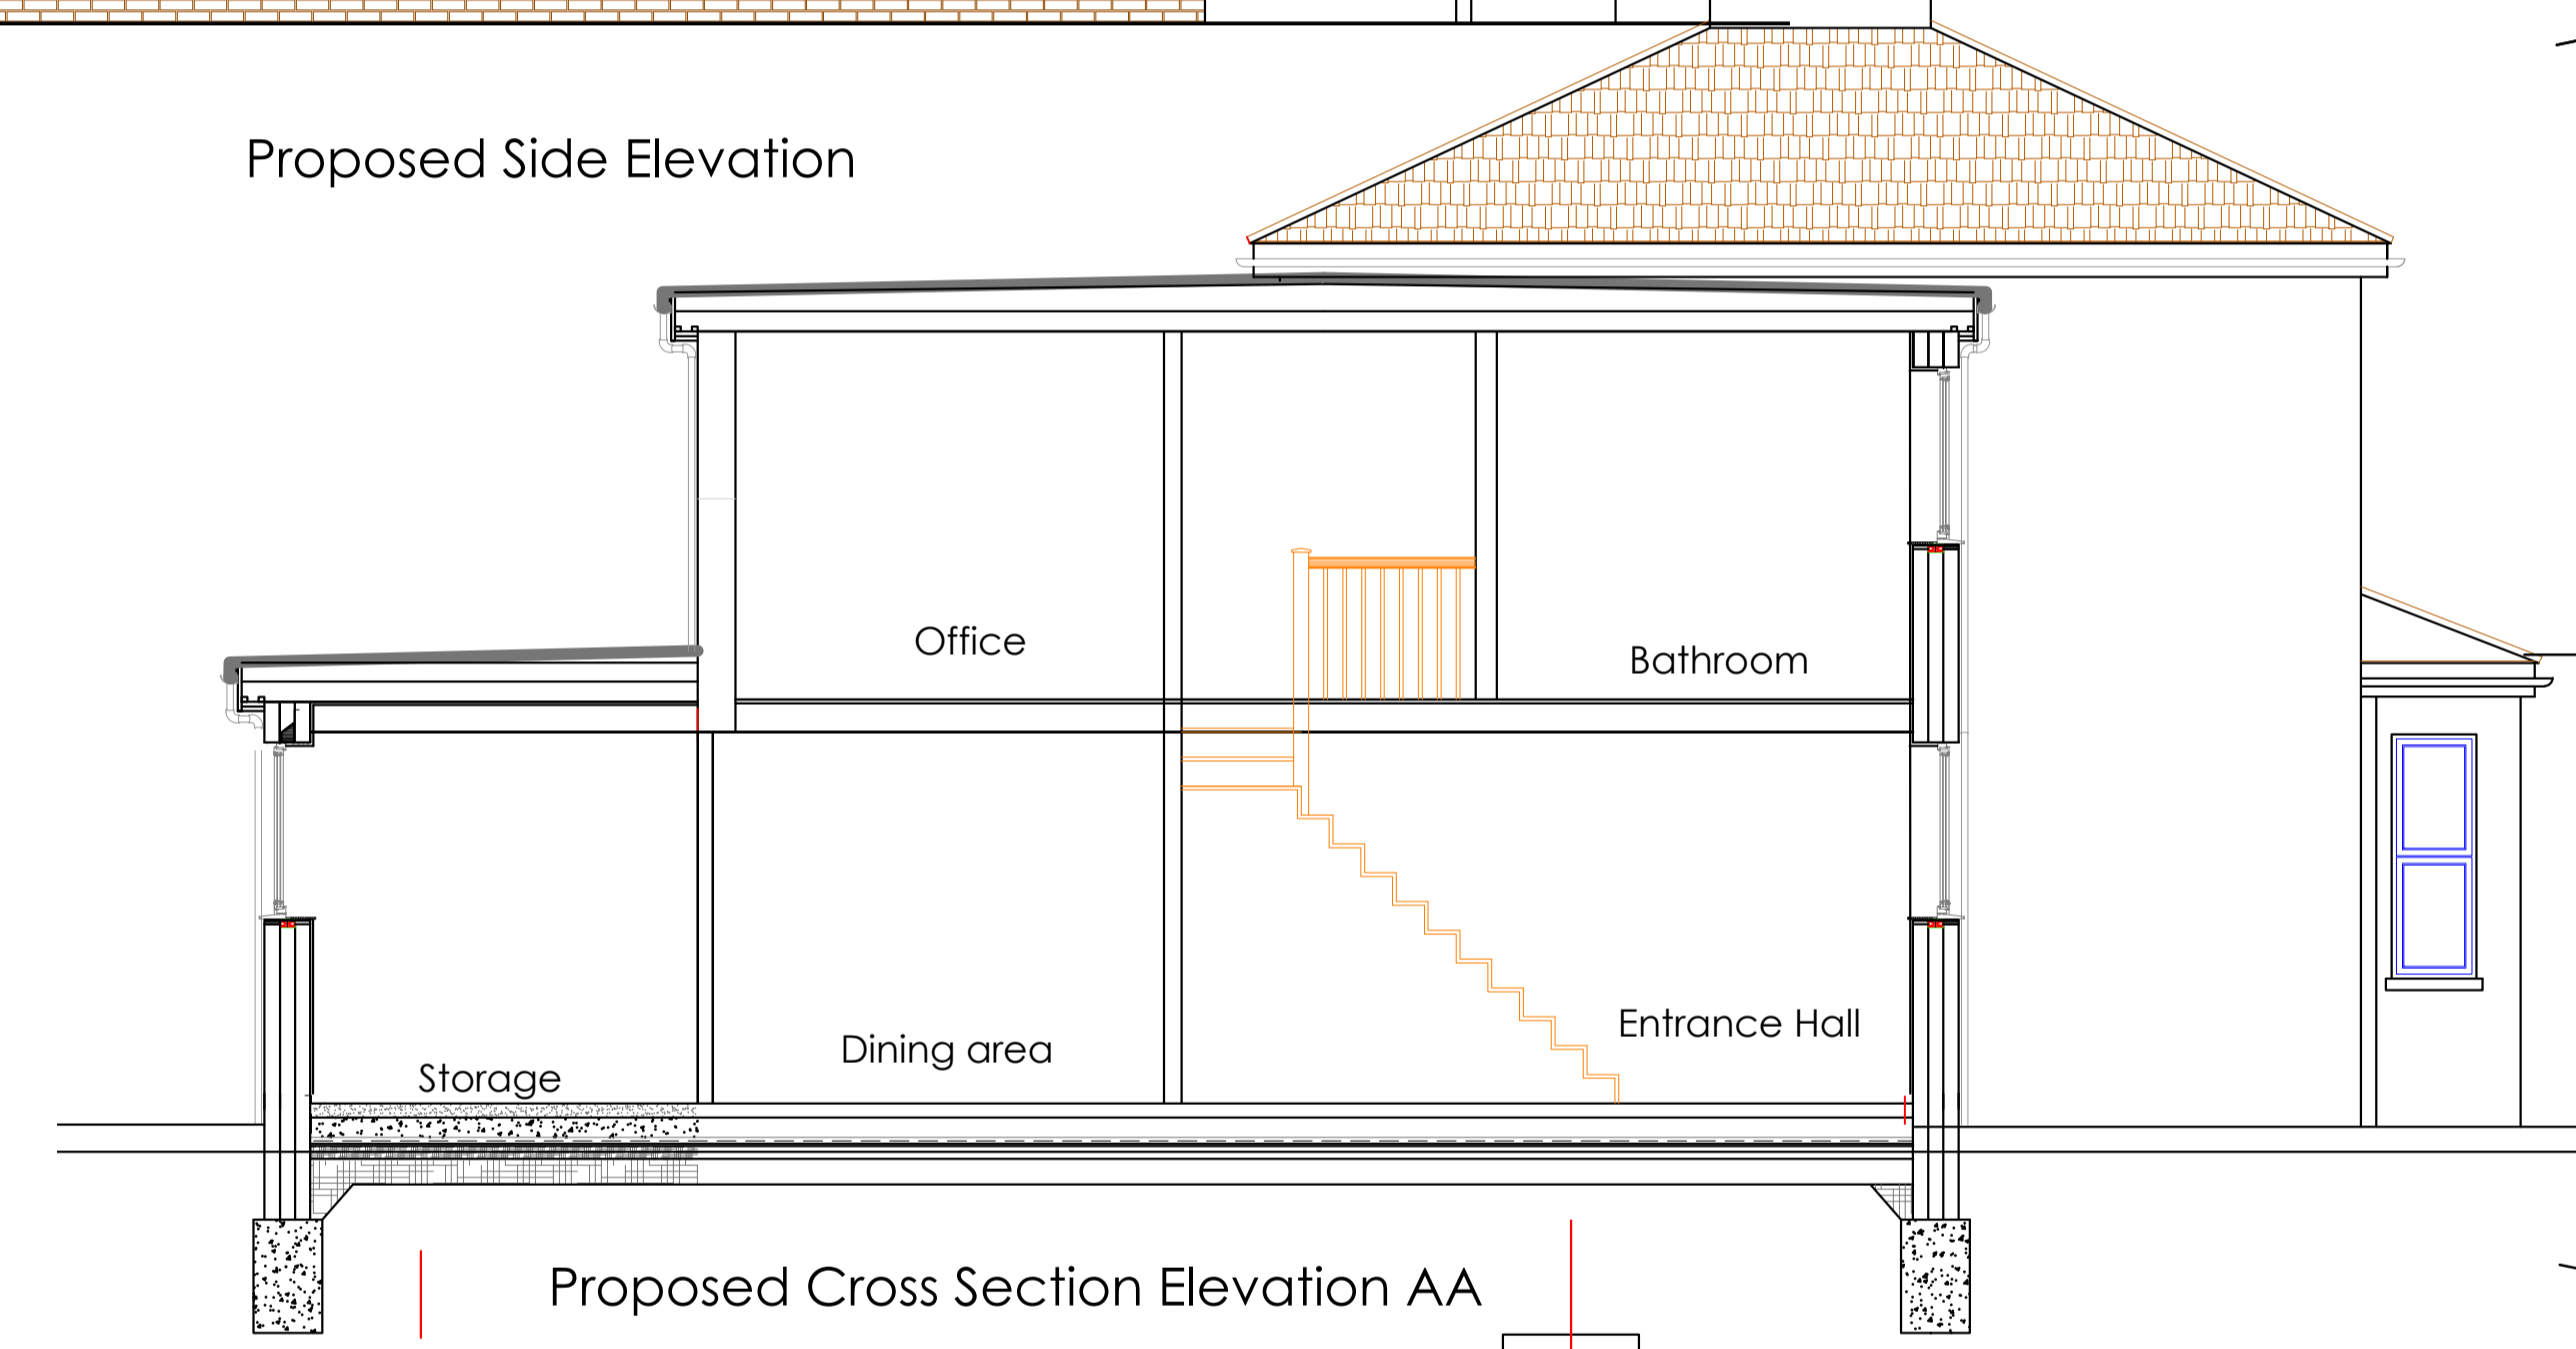 Proposed Side Elevation
Office
Bathroom
Entrance Hall
Dining area
Storage
Proposed Cross Section Elevation AA